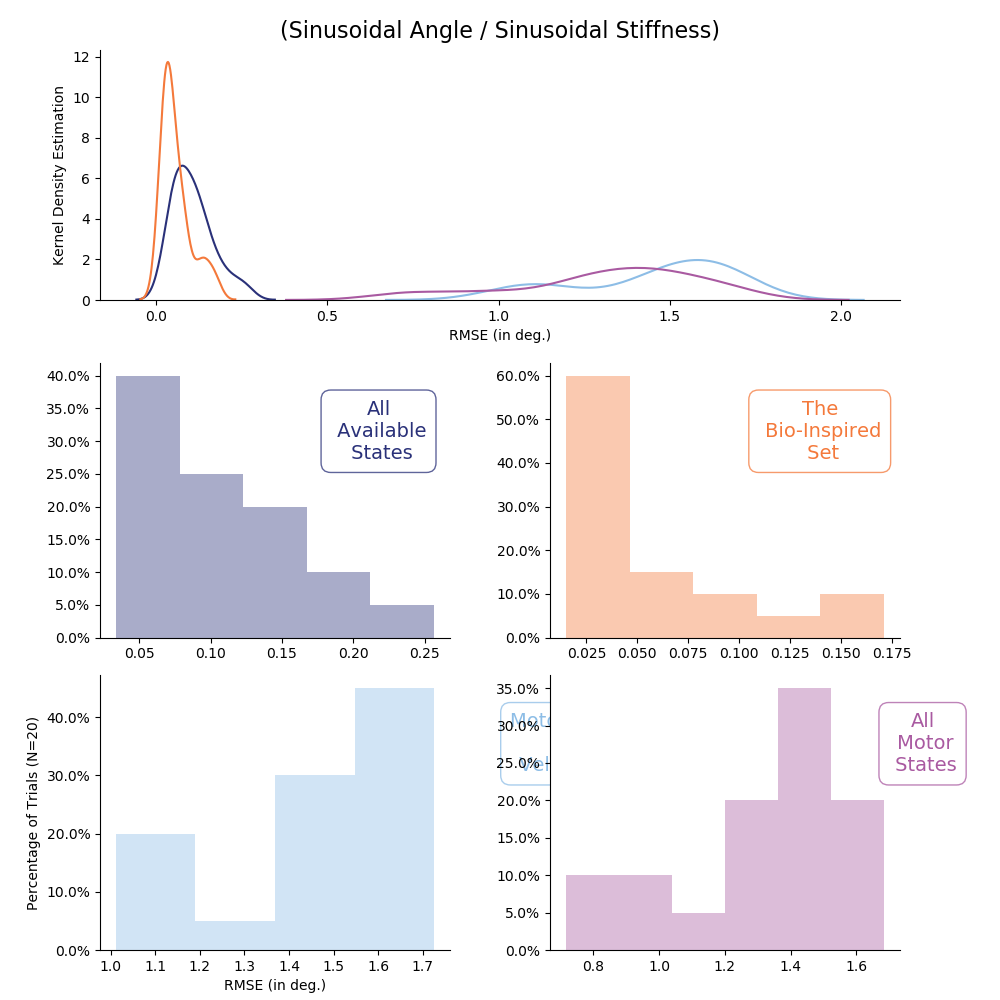 (Sinusoidal Angle / Sinusoidal Stiffness)
Kernel Density Estimation
12
10
8
6
4
2
0
0.0 0.5 1.0 1.5 2.0
RMSE (in deg.)
40.0%
35.0%
30.0%
25.0%
20.0%
15.0%
10.0%
5.0%
0.0%
All
Available
States
0.05 0.10 0.15 0.20 0.25
60.0%
50.0%
40.0%
30.0%
20.0%
10.0%
0.0%
The
Bio-Inspired
Set
0.025 0.050 0.075 0.100 0.125 0.150 0.175
Percentage of Trials (N=20)
40.0%
30.0%
20.0%
10.0%
0.0%
1.0 1.1 1.2 1.3 1.4 1.5 1.6 1.7
RMSE (in deg.)
35.0%
30.0%
25.0%
20.0%
15.0%
10.0%
5.0%
0.0%
All
Motor
States
0.8 1.0 1.2 1.4 1.6